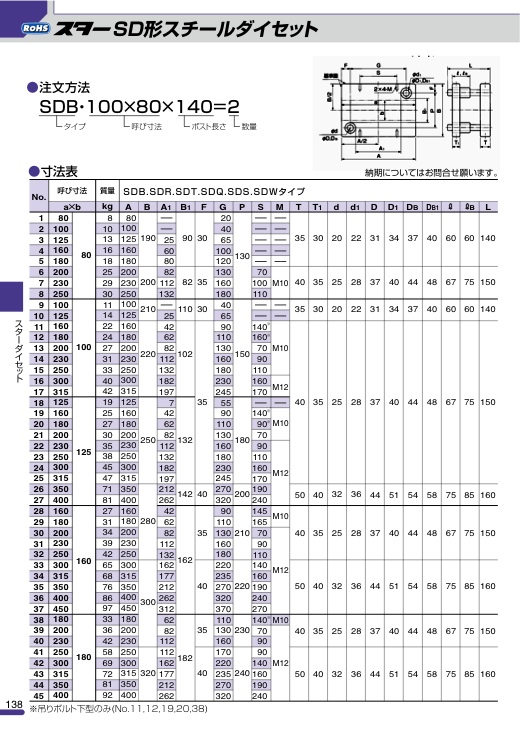 RoHS スター SD形スチールダイセット
●注文方法
SDB・100×80×140=2
タイプ 呼び寸法 ポスト長さ 数量
F G L
S
基準面 2×4-M
B/2 B₁ P B
A/2
A₁
A
T₁ T
●寸法表
納期についてはお問合せ願います。
No. 呼び寸法 質量 SDB.SDR.SDT.SDQ.SDS.SDWタイプ
a×b kg A B A₁ B₁ F G P S M T T₁ d d₁ D D₁ DB DB₁ ℓ ℓB L
1 80 8 80 — 20 — —
2 100 10 100 — 40 — —
3 125 13 125 190 25 90 30 65 — — 35 30 20 22 31 34 37 40 60 60 140
4 160 80 16 160 60 100 130 — —
5 180 18 180 80 120 — —
6 200 25 200 82 130 70
7 230 29 230 200 112 82 35 160 100 M10 40 35 25 28 37 40 44 48 67 75 150
8 250 30 250 132 180 110
9 100 11 100 210 — 110 30 40 — — 35 30 20 22 31 34 37 40 60 60 140
10 125 14 125 25 65 — —
11 160 22 160 42 90 140※
12 180 24 180 62 110 160※
13 200 100 27 200 82 130 70 M10
14 230 31 230 220 112 102 160 150 90
15 250 33 250 132 180 110
16 300 40 300 182 230 160
17 315 42 315 197 245 170 M12
18 125 19 125 7 35 55 — — 40 35 25 28 37 40 44 48 67 75 150
19 160 25 160 42 90 140※
20 180 27 180 62 110 90※ M10
21 200 30 200 82 130 70
22 230 35 230 250 112 132 160 180 90
23 250 125 38 250 132 180 110
24 300 45 300 182 230 160 M12
25 315 47 315 197 245 170
26 350 71 350 212 142 40 270 200 190 50 40 32 36 44 51 54 58 75 85 160
27 400 81 400 262 320 240
28 160 27 160 42 90 145 M10
29 180 31 180 280 62 110 165
30 200 34 200 82 35 130 210 70 40 35 25 28 37 40 44 48 67 75 150
31 230 39 230 112 160 90
32 250 160 42 250 132 162 180 110
33 300 65 300 162 220 140 M12
34 315 68 315 177 235 160
35 350 76 350 212 40 270 220 190 50 40 32 36 44 51 54 58 75 85 160
36 400 86 400 300 262 320 240
37 450 97 450 312 370 270
38 180 33 180 62 110 140※ M10
39 200 36 200 82 35 130 230 70 40 35 25 28 37 40 44 48 67 75 150
40 230 42 230 112 160 90
41 250 180 58 250 112 170 90
42 300 69 300 162 182 220 140 M12
43 315 72 315 320 177 40 235 240 160 50 40 32 36 44 51 54 58 75 85 160
44 350 81 350 212 270 190
45 400 92 400 262 320 240
※吊りボルト下型のみ(No.11,12,19,20,38)
スターダイセット
138